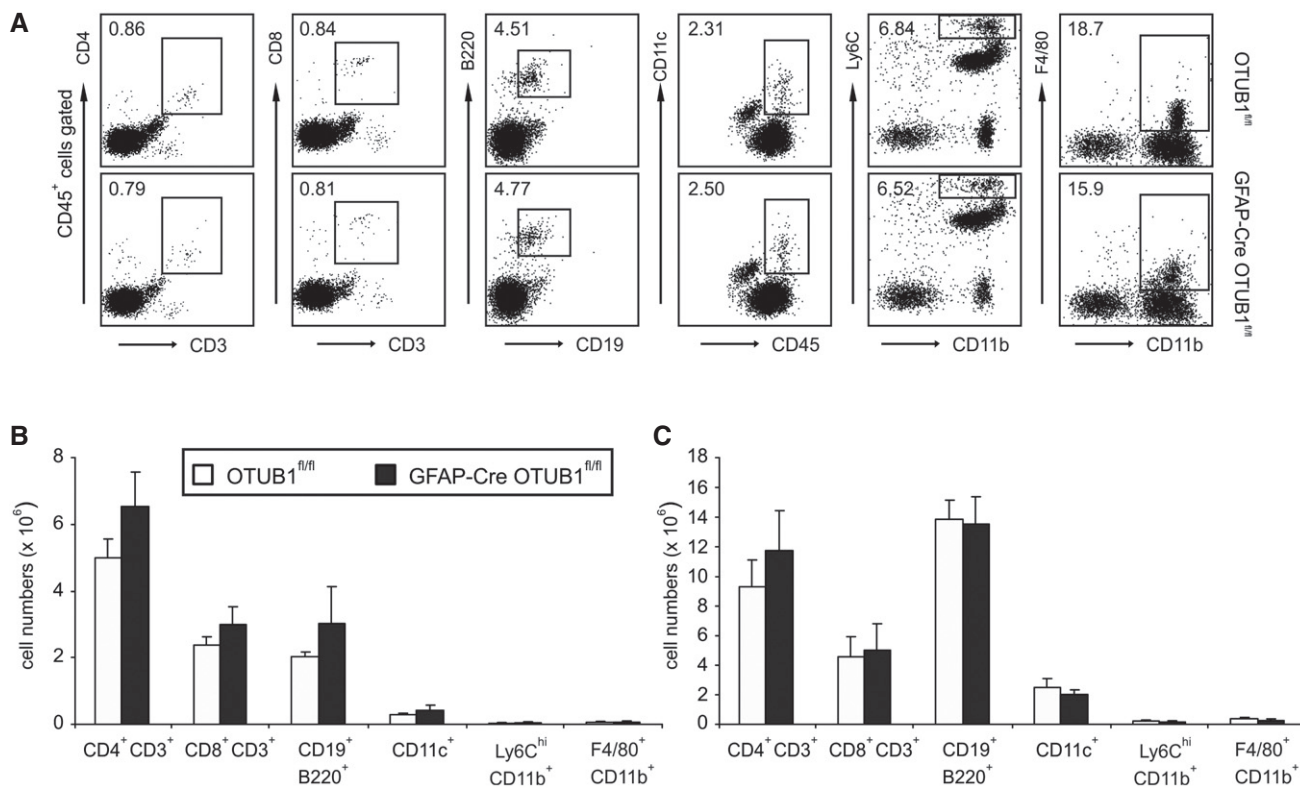 A
CD45⁺ cells gated
CD4
0.86
CD8
0.84
B220
4.51
CD11c
2.31
Ly6C
6.84
F4/80
18.7
OTUB1fl/fl
0.79
0.81
4.77
2.50
6.52
15.9
GFAP-Cre OTUB1fl/fl
CD3
CD3
CD19
CD45
CD11b
CD11b
B
OTUB1fl/fl
GFAP-Cre OTUB1fl/fl
cell numbers (x 10⁶)
8
6
4
2
0
CD4⁺CD3⁺
CD8⁺CD3⁺
CD19⁺
B220⁺
CD11c⁺
Ly6Chi
CD11b⁺
F4/80⁺
CD11b⁺
C
cell numbers (x 10⁶)
18
16
14
12
10
8
6
4
2
0
CD4⁺CD3⁺
CD8⁺CD3⁺
CD19⁺
B220⁺
CD11c⁺
Ly6Chi
CD11b⁺
F4/80⁺
CD11b⁺